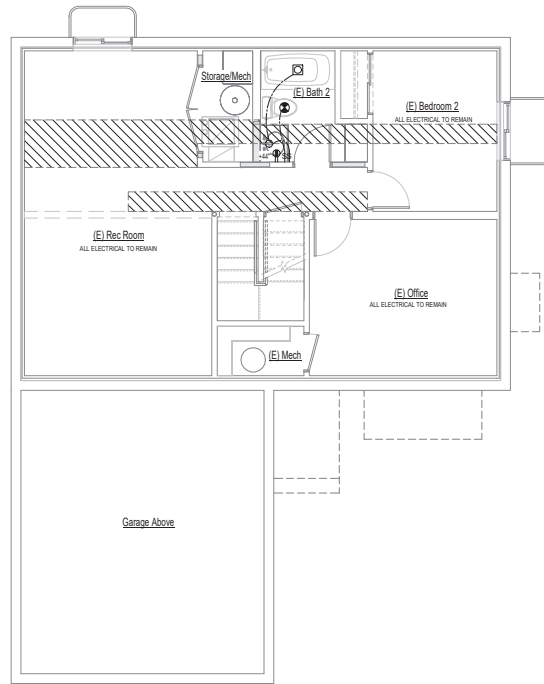 Storage/Mech
(E) Bath 2
(E) Bedroom 2
ALL ELECTRICAL TO REMAIN
+44"
(E) Rec Room
ALL ELECTRICAL TO REMAIN
(E) Office
ALL ELECTRICAL TO REMAIN
(E) Mech
Garage Above